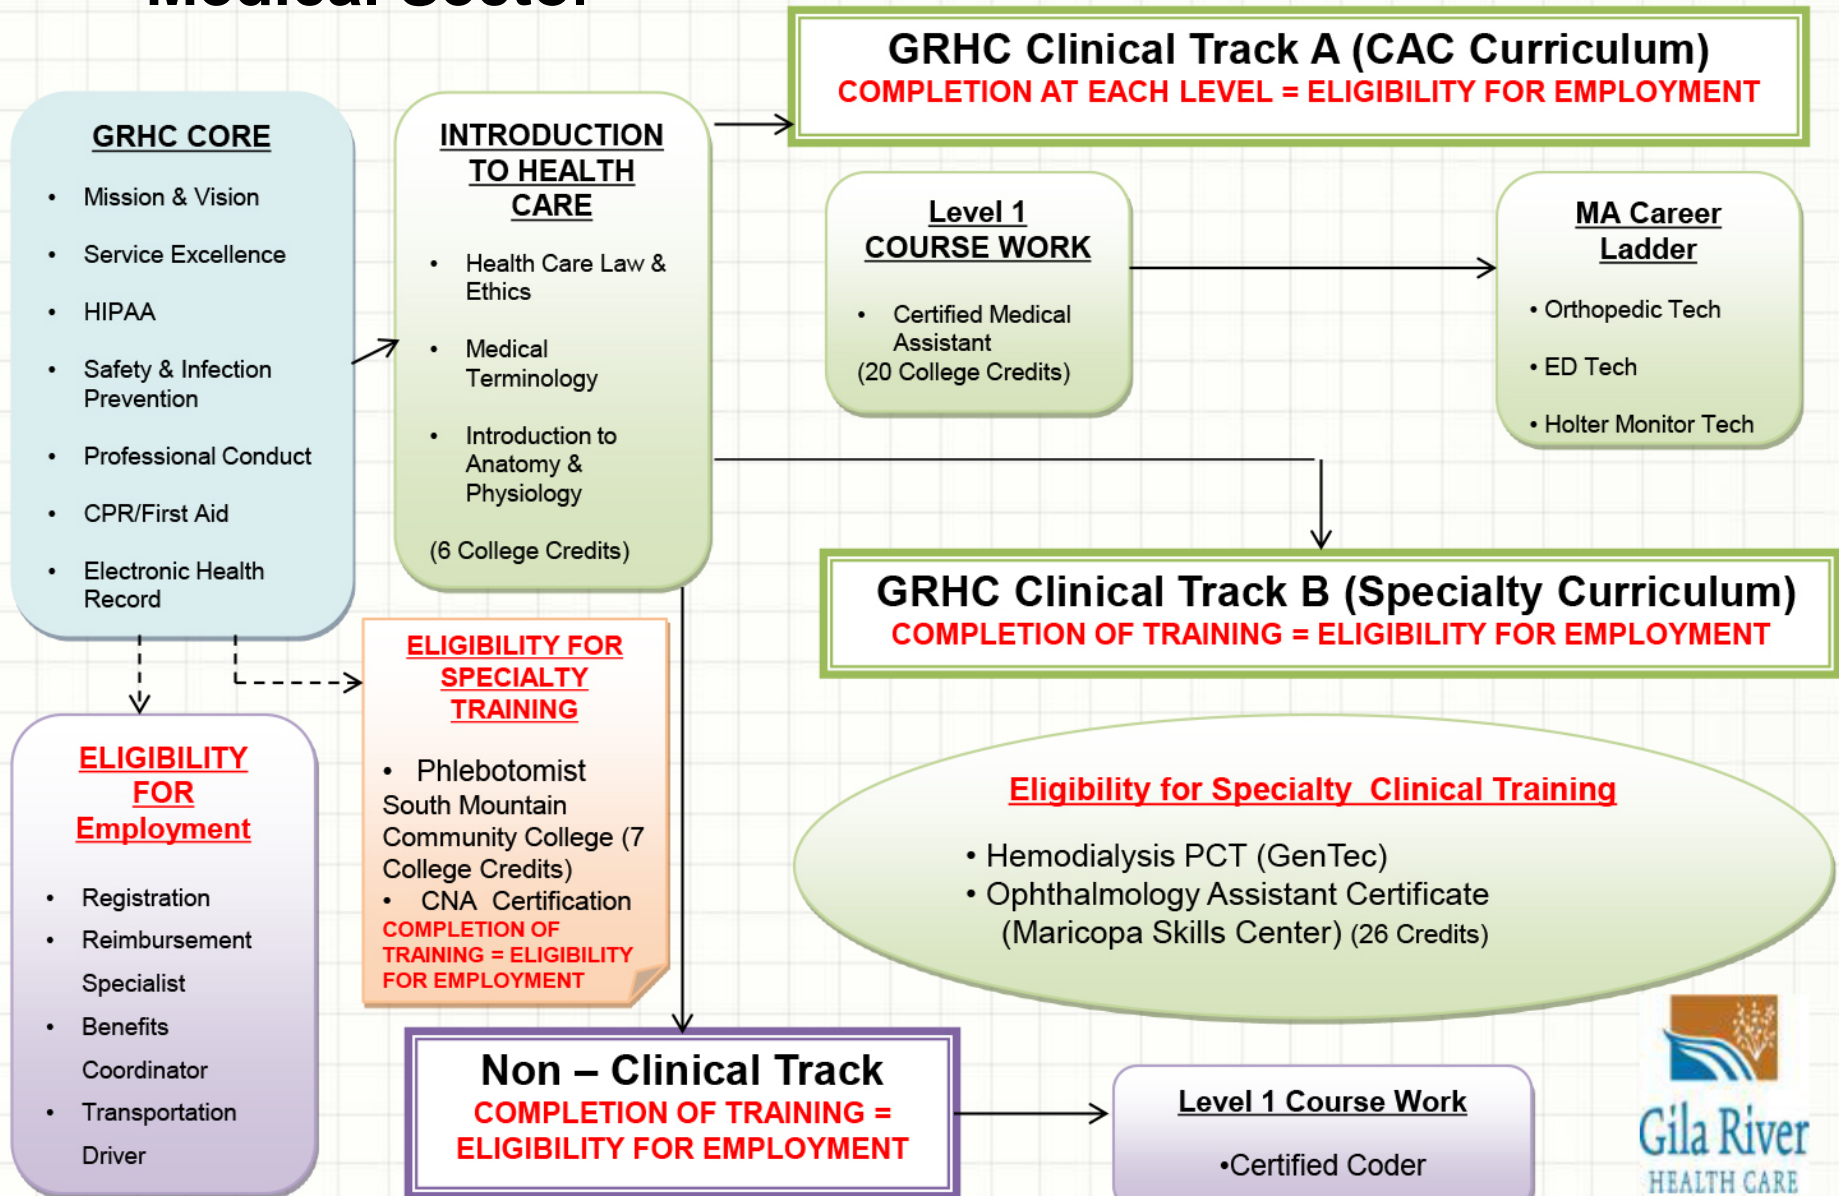 Medical Sector
GRHC Clinical Track A (CAC Curriculum)
COMPLETION AT EACH LEVEL = ELIGIBILITY FOR EMPLOYMENT
GRHC CORE
• Mission & Vision
• Service Excellence
• HIPAA
• Safety & Infection
Prevention
• Professional Conduct
• CPR/First Aid
• Electronic Health
Record
INTRODUCTION
TO HEALTH
CARE
• Health Care Law &
Ethics
• Medical
Terminology
• Introduction to
Anatomy &
Physiology
(6 College Credits)
Level 1
COURSE WORK
• Certified Medical
Assistant
(20 College Credits)
MA Career
Ladder
• Orthopedic Tech
• ED Tech
• Holter Monitor Tech
GRHC Clinical Track B (Specialty Curriculum)
COMPLETION OF TRAINING = ELIGIBILITY FOR EMPLOYMENT
ELIGIBILITY FOR
SPECIALTY
TRAINING
• Phlebotomist
South Mountain
Community College (7
College Credits)
• CNA Certification
COMPLETION OF
TRAINING = ELIGIBILITY
FOR EMPLOYMENT
ELIGIBILITY
FOR
Employment
• Registration
• Reimbursement
Specialist
• Benefits
Coordinator
• Transportation
Driver
Eligibility for Specialty Clinical Training
• Hemodialysis PCT (GenTec)
• Ophthalmology Assistant Certificate
(Maricopa Skills Center) (26 Credits)
Non – Clinical Track
COMPLETION OF TRAINING =
ELIGIBILITY FOR EMPLOYMENT
Level 1 Course Work
•Certified Coder
Gila River
HEALTH CARE